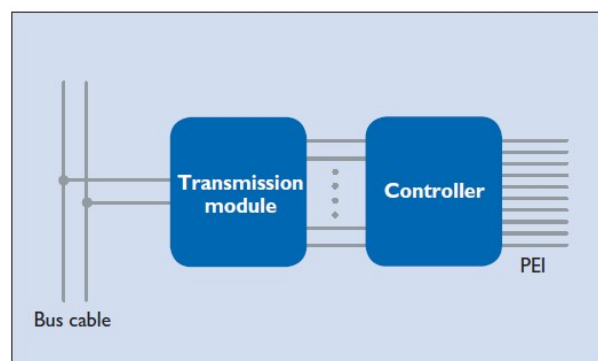 Transmission
module
Controller
PEI
Bus cable